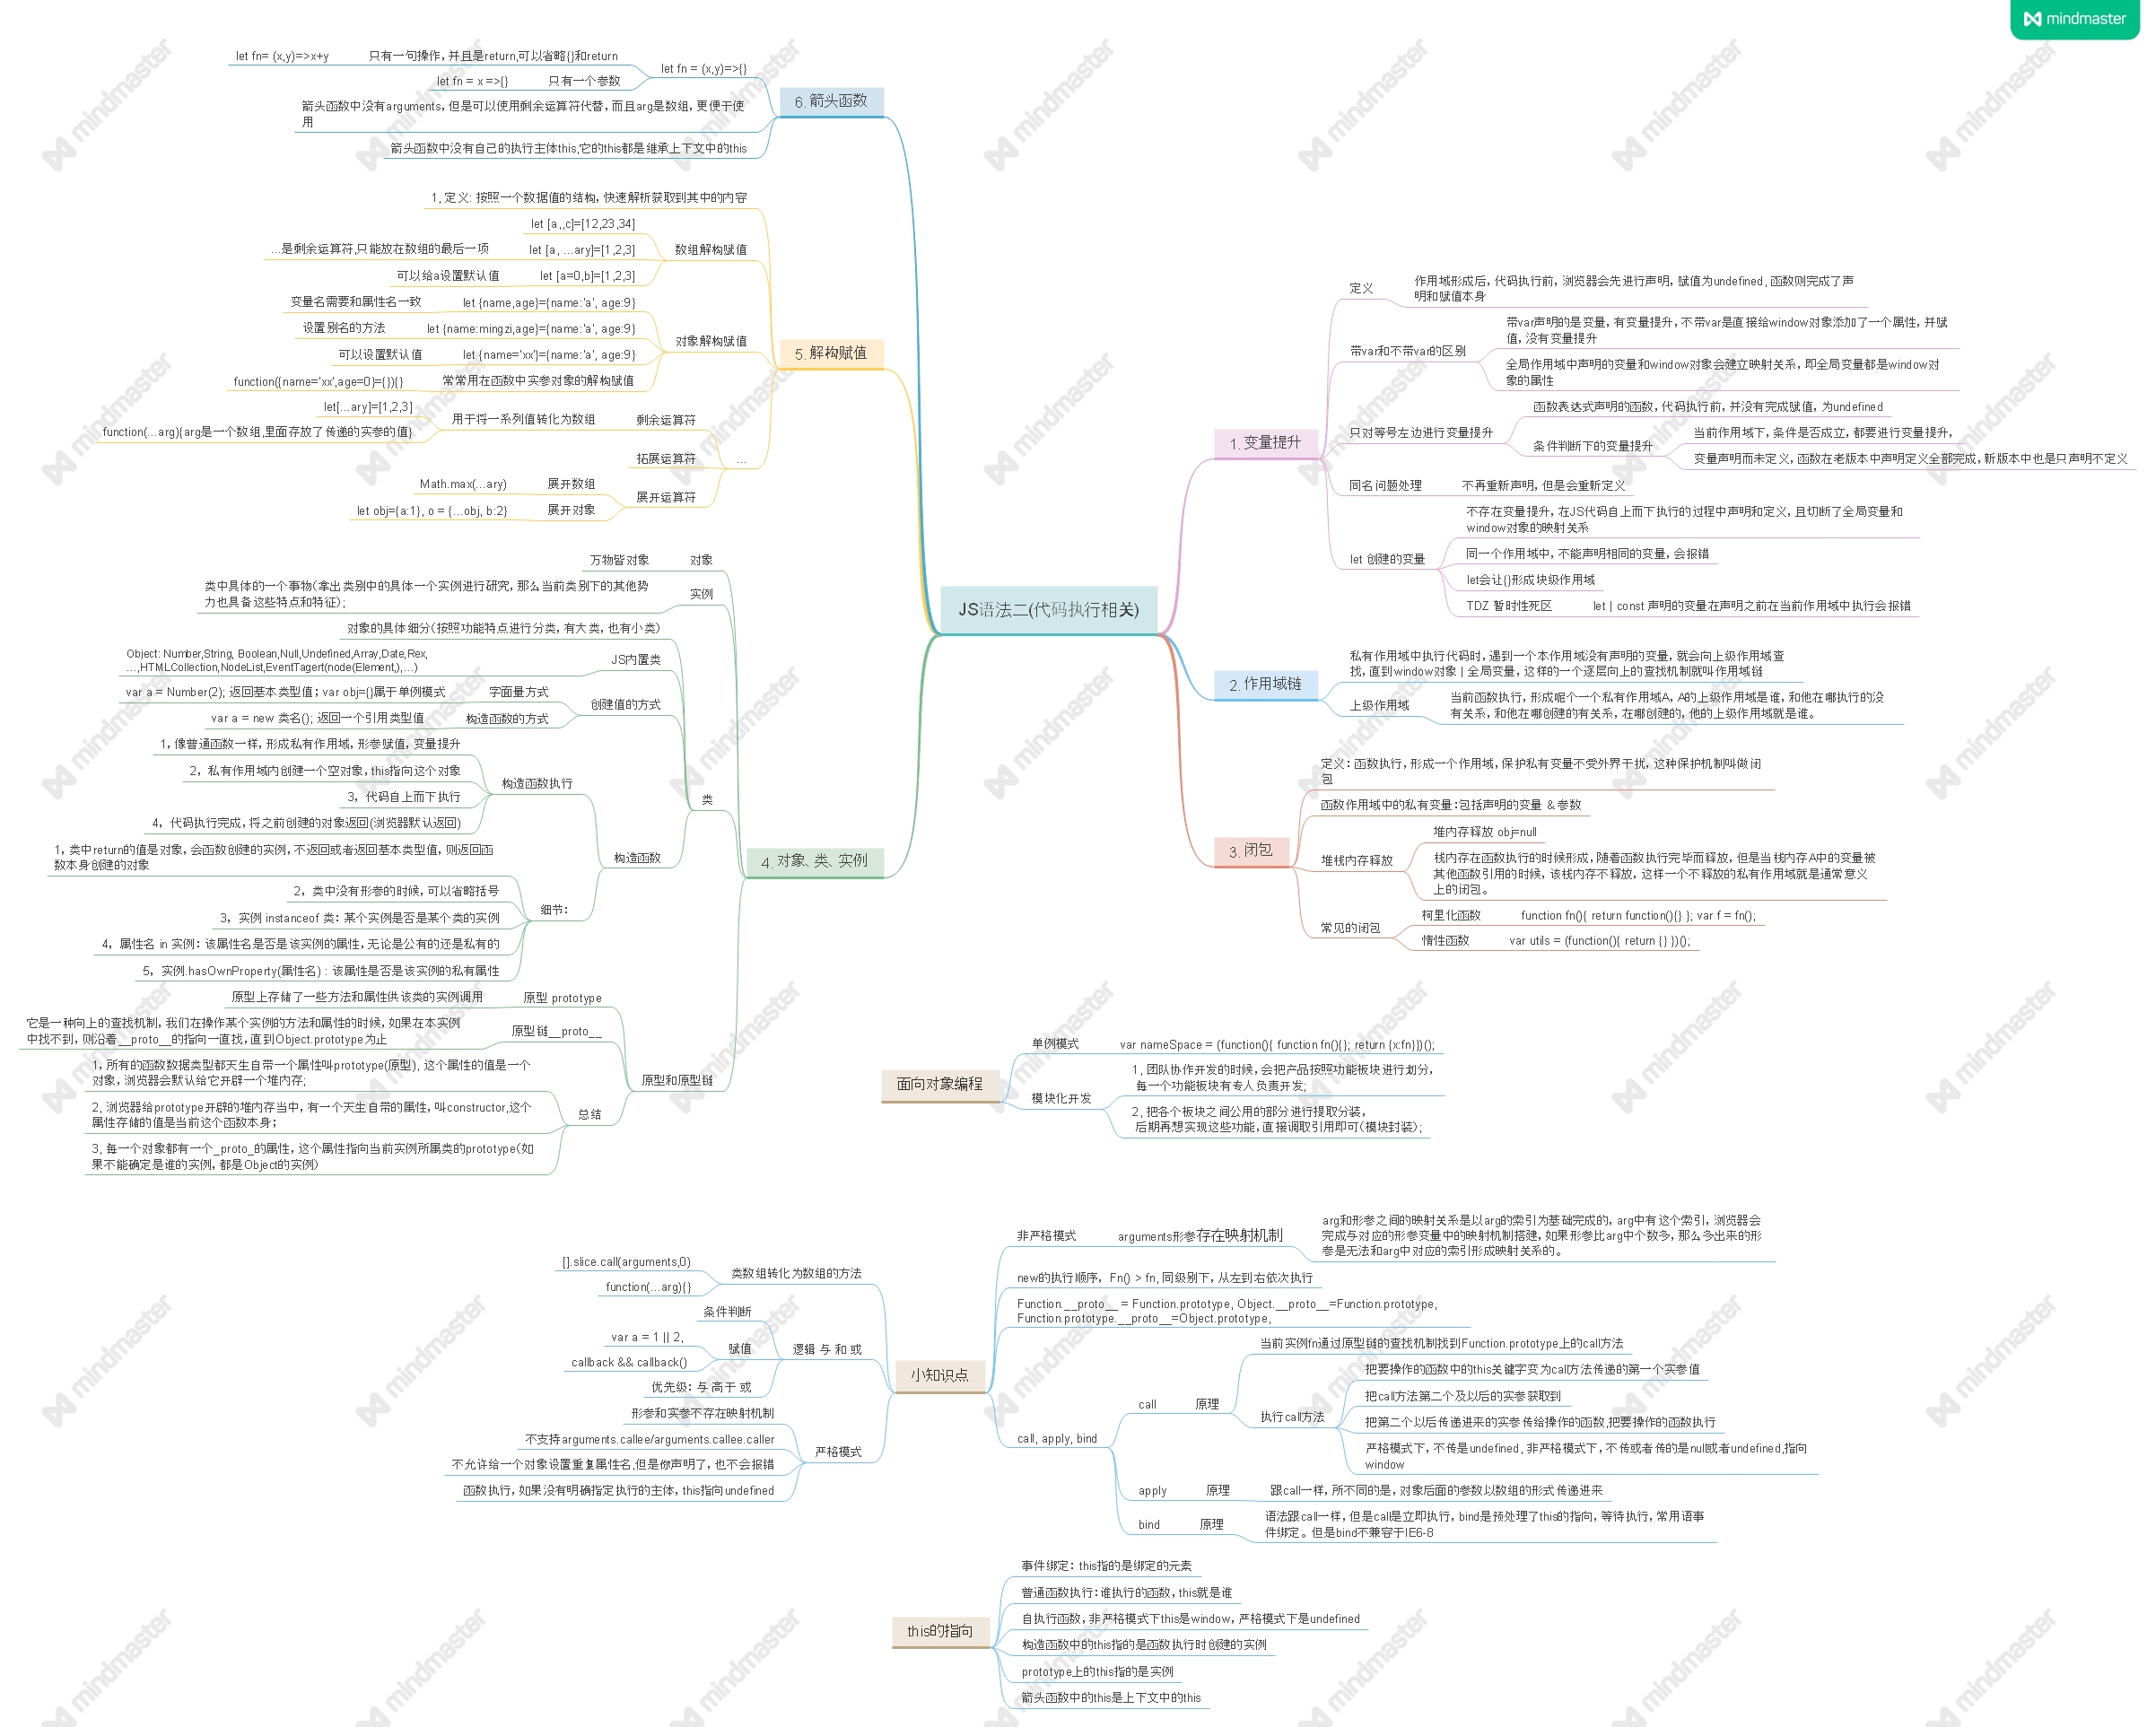 mindmaster
JS语法二(代码执行相关)
1. 变量提升
定义
作用域形成后，代码执行前，浏览器会先进行声明，赋值为undefined, 函数则完成了声
明和赋值本身
带var和不带var的区别
带var声明的是变量，有变量提升，不带var是直接给window对象添加了一个属性，并赋
值，没有变量提升
全局作用域中声明的变量和window对象会建立映射关系，即全局变量都是window对
象的属性
只对等号左边进行变量提升
函数表达式声明的函数，代码执行前，并没有完成赋值，为undefined
条件判断下的变量提升
当前作用域下，条件是否成立，都要进行变量提升，
变量声明而未定义，函数在老版本中声明定义全部完成，新版本中也是只声明不定义
同名问题处理
不再重新声明，但是会重新定义
let 创建的变量
不存在变量提升，在JS代码自上而下执行的过程中声明和定义，且切断了全局变量和
window对象的映射关系
同一个作用域中，不能声明相同的变量，会报错
let会让{}形成块级作用域
TDZ 暂时性死区
let | const 声明的变量在声明之前在当前作用域中执行会报错
2. 作用域链
私有作用域中执行代码时，遇到一个本作用域没有声明的变量，就会向上级作用域查
找，直到window对象 | 全局变量，这样的一个逐层向上的查找机制就叫作用域链
上级作用域
当前函数执行，形成呢个一个私有作用域A，A的上级作用域是谁，和他在哪执行的没
有关系，和他在哪创建的有关系，在哪创建的，他的上级作用域就是谁。
3. 闭包
定义：函数执行，形成一个作用域，保护私有变量不受外界干扰，这种保护机制叫做闭
包
函数作用域中的私有变量：包括声明的变量 & 参数
堆栈内存释放
堆内存释放 obj=null
栈内存在函数执行的时候形成，随着函数执行完毕而释放，但是当栈内存A中的变量被
其他函数引用的时候，该栈内存不释放，这样一个不释放的私有作用域就是通常意义
上的闭包。
常见的闭包
柯里化函数
function fn(){ return function(){} }; var f = fn();
惰性函数
var utils = (function(){ return {} })();
6. 箭头函数
let fn = (x,y)=>{}
只有一句操作，并且是return,可以省略{}和return
let fn= (x,y)=>x+y
只有一个参数
let fn = x =>{}
箭头函数中没有arguments，但是可以使用剩余运算符代替，而且arg是数组，更便于使
用
箭头函数中没有自己的执行主体this,它的this都是继承上下文中的this
5. 解构赋值
1, 定义: 按照一个数据值的结构，快速解析获取到其中的内容
数组解构赋值
let [a,,c]=[12,23,34]
let [a, ...ary]=[1,2,3]
...是剩余运算符,只能放在数组的最后一项
let [a=0,b]=[1,2,3]
可以给a设置默认值
对象解构赋值
let {name,age}={name:'a', age:9}
变量名需要和属性名一致
let {name:mingzi,age}={name:'a', age:9}
设置别名的方法
let {name='xx'}={name:'a', age:9}
可以设置默认值
常常用在函数中实参对象的解构赋值
function({name='xx',age=0}={}){}
...
剩余运算符
用于将一系列值转化为数组
let[...ary]=[1,2,3]
function(...arg){arg是一个数组,里面存放了传递的实参的值}
拓展运算符
展开运算符
展开数组
Math.max(...ary)
展开对象
let obj={a:1}, o = {...obj, b:2}
4. 对象、类、实例
对象
万物皆对象
实例
类中具体的一个事物（拿出类别中的具体一个实例进行研究，那么当前类别下的其他势
力也具备这些特点和特征）;
类
对象的具体细分（按照功能特点进行分类，有大类，也有小类）
JS内置类
Object: Number,String, Boolean,Null,Undefined,Array,Date,Rex,
...,HTMLCollection,NodeList,EventTagert(node(Element,),...)
创建值的方式
字面量方式
var a = Number(2); 返回基本类型值；var obj={}属于单例模式
构造函数的方式
var a = new 类名(); 返回一个引用类型值
构造函数
构造函数执行
1，像普通函数一样，形成私有作用域，形参赋值，变量提升
2，私有作用域内创建一个空对象，this指向这个对象
3，代码自上而下执行
4，代码执行完成，将之前创建的对象返回(浏览器默认返回)
细节：
1，类中return的值是对象，会函数创建的实例，不返回或者返回基本类型值，则返回函
数本身创建的对象
2，类中没有形参的时候，可以省略括号
3，实例 instanceof 类：某个实例是否是某个类的实例
4，属性名 in 实例：该属性名是否是该实例的属性，无论是公有的还是私有的
5，实例.hasOwnProperty(属性名)：该属性是否是该实例的私有属性
原型和原型链
原型 prototype
原型上存储了一些方法和属性供该类的实例调用
原型链__proto__
它是一种向上的查找机制，我们在操作某个实例的方法和属性的时候，如果在本实例
中找不到，则沿着__proto__的指向一直找，直到Object.prototype为止
总结
1, 所有的函数数据类型都天生自带一个属性叫prototype(原型), 这个属性的值是一个
对象，浏览器会默认给它开辟一个堆内存;
2, 浏览器给prototype开辟的堆内存当中，有一个天生自带的属性，叫constructor,这个
属性存储的值是当前这个函数本身；
3, 每一个对象都有一个_proto_的属性，这个属性指向当前实例所属类的prototype（如
果不能确定是谁的实例，都是Object的实例）
面向对象编程
单例模式
var nameSpace = (function(){ function fn(){}; return {x:fn}})();
模块化开发
1, 团队协作开发的时候，会把产品按照功能板块进行划分，
每一个功能板块有专人负责开发;
2, 把各个板块之间公用的部分进行提取分装，
后期再想实现这些功能，直接调取引用即可（模块封装）;
小知识点
非严格模式
arguments形参存在映射机制
arg和形参之间的映射关系是以arg的索引为基础完成的，arg中有这个索引，浏览器会
完成与对应的形参变量中的映射机制搭建，如果形参比arg中个数多，那么多出来的形
参是无法和arg中对应的索引形成映射关系的。
new的执行顺序，Fn() > fn, 同级别下，从左到右依次执行
Function.__proto__ = Function.prototype, Object.__proto__=Function.prototype,
Function.prototype.__proto__=Object.prototype,
call, apply, bind
call
原理
当前实例fn通过原型链的查找机制找到Function.prototype上的call方法
执行call方法
把要操作的函数中的this关键字变为call方法传递的第一个实参值
把call方法第二个及以后的实参获取到
把第二个以后传递进来的实参传给操作的函数,把要操作的函数执行
严格模式下，不传是undefined, 非严格模式下，不传或者传的是null或者undefined,指向
window
apply
原理
跟call一样，所不同的是，对象后面的参数以数组的形式传递进来
bind
原理
语法跟call一样，但是call是立即执行，bind是预处理了this的指向，等待执行，常用语事
件绑定。但是bind不兼容于IE6-8
类数组转化为数组的方法
[].slice.call(arguments,0)
function(...arg){}
逻辑 与 和 或
条件判断
赋值
var a = 1 || 2,
callback && callback()
优先级：与 高于 或
严格模式
形参和实参不存在映射机制
不支持arguments.callee/arguments.callee.caller
不允许给一个对象设置重复属性名,但是你声明了，也不会报错
函数执行，如果没有明确指定执行的主体，this指向undefined
this的指向
事件绑定：this指的是绑定的元素
普通函数执行：谁执行的函数，this就是谁
自执行函数，非严格模式下this是window，严格模式下是undefined
构造函数中的this指的是函数执行时创建的实例
prototype上的this指的是实例
箭头函数中的this是上下文中的this